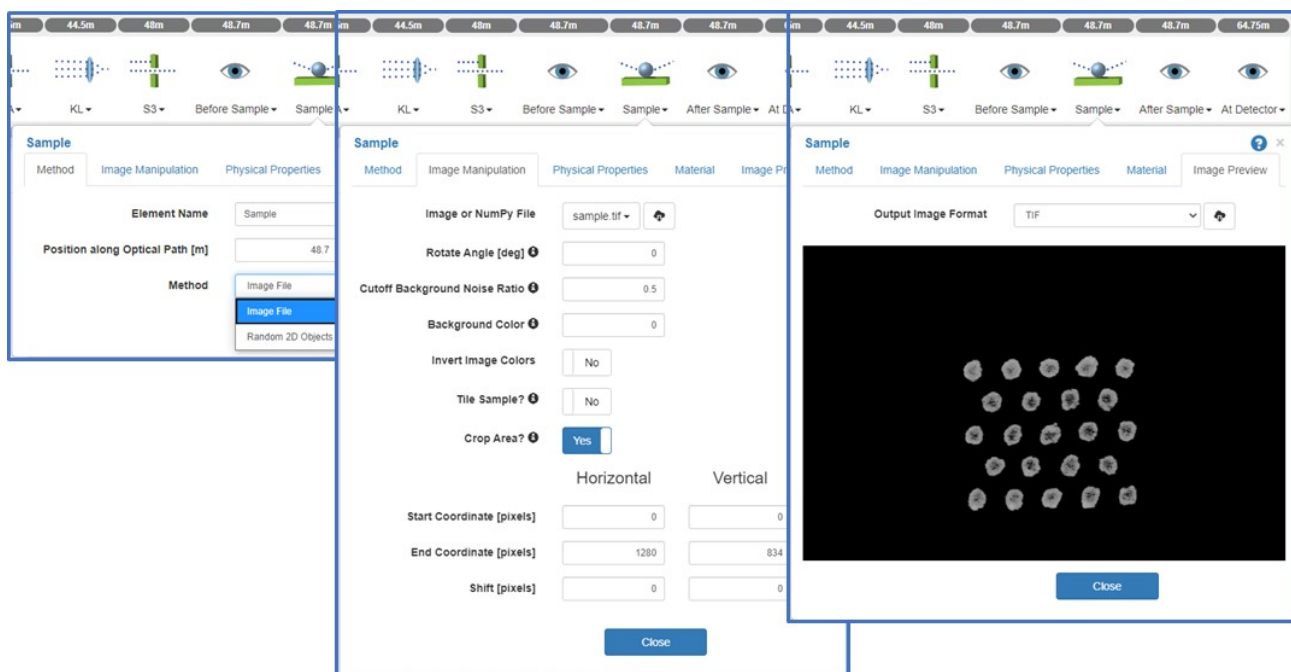 m 44.5m 48m 48.7m 48.7m
KL S3 Before Sample Sample
Sample
Method Image Manipulation Physical Properties
Element Name Sample
Position along Optical Path [m] 48.7
Method Image File
Image File
Random 2D Objects
m 44.5m 48m 48.7m 48.7m 48.7m
KL S3 Before Sample Sample After Sample At D
Sample
Method Image Manipulation Physical Properties Material Image Pr
Image or NumPy File sample.tif
Rotate Angle [deg] 0
Cutoff Background Noise Ratio 0.5
Background Color 0
Invert Image Colors No
Tile Sample? No
Crop Area? Yes
Horizontal Vertical
Start Coordinate [pixels] 0 0
End Coordinate [pixels] 1280 834
Shift [pixels] 0 0
Close
m 44.5m 48m 48.7m 48.7m 48.7m 64.75m
KL S3 Before Sample Sample After Sample At Detector
Sample
Method Image Manipulation Physical Properties Material Image Preview
Output Image Format TIF
Close